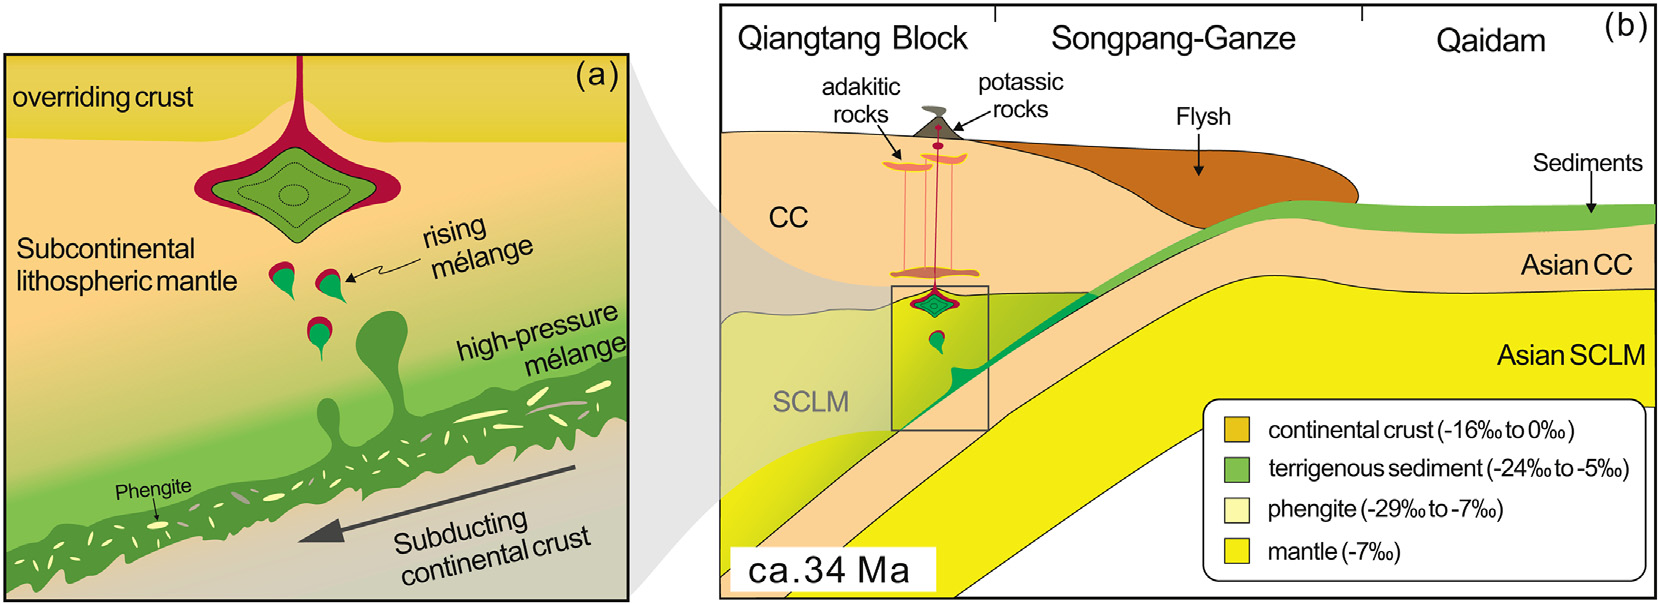 (a)
overriding crust
Subcontinental
lithospheric mantle
rising
mélange
high-pressure
mélange
Phengite
Subducting
continental crust
(b)
Qiangtang Block
Songpang-Ganze
Qaidam
adakitic
rocks
potassic
rocks
Flysh
Sediments
CC
Asian CC
Asian SCLM
SCLM
continental crust (-16‰ to 0‰)
terrigenous sediment (-24‰ to -5‰)
phengite (-29‰ to -7‰)
mantle (-7‰)
ca.34 Ma